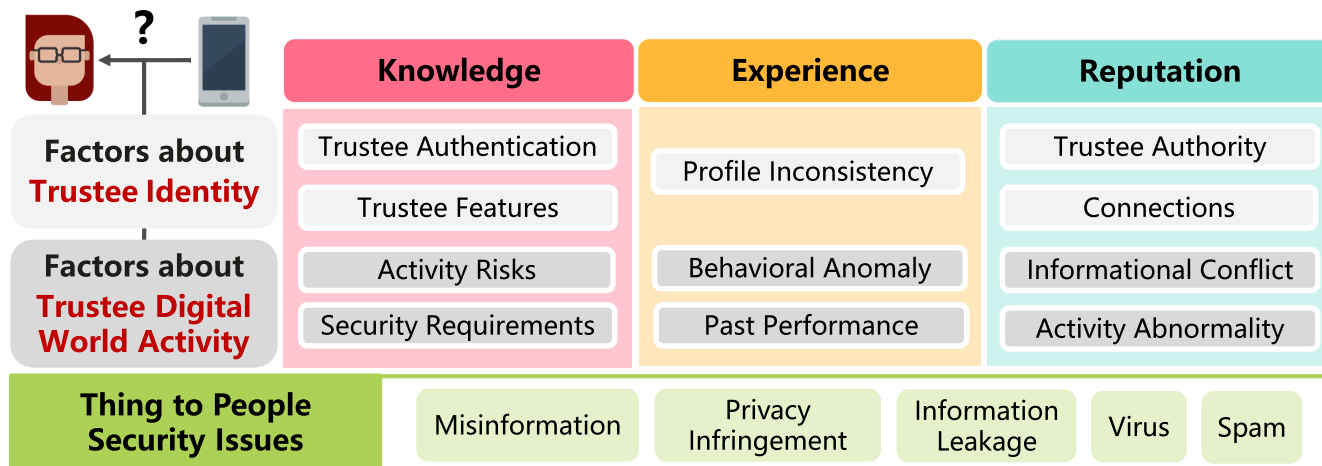 ?
Knowledge
Experience
Reputation
Factors about
Trustee Identity
Trustee Authentication
Profile Inconsistency
Trustee Authority
Trustee Features
Connections
Factors about
Trustee Digital
World Activity
Activity Risks
Behavioral Anomaly
Informational Conflict
Security Requirements
Past Performance
Activity Abnormality
Thing to People
Security Issues
Misinformation
Privacy
Infringement
Information
Leakage
Virus
Spam